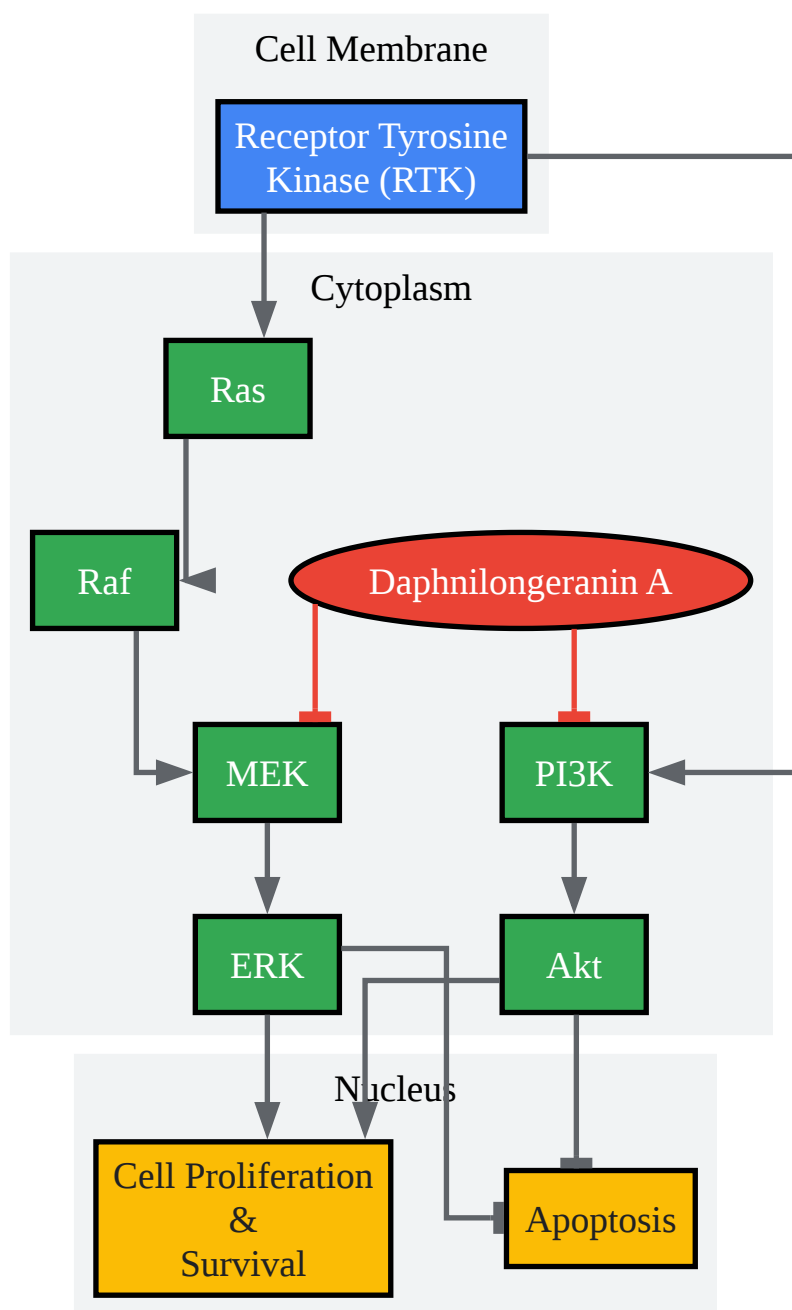 Cell Membrane
Receptor Tyrosine
Kinase (RTK)
Cytoplasm
Ras
Raf
Daphnilongeranin A
MEK
PI3K
ERK
Akt
Nucleus
Cell Proliferation
&
Survival
Apoptosis